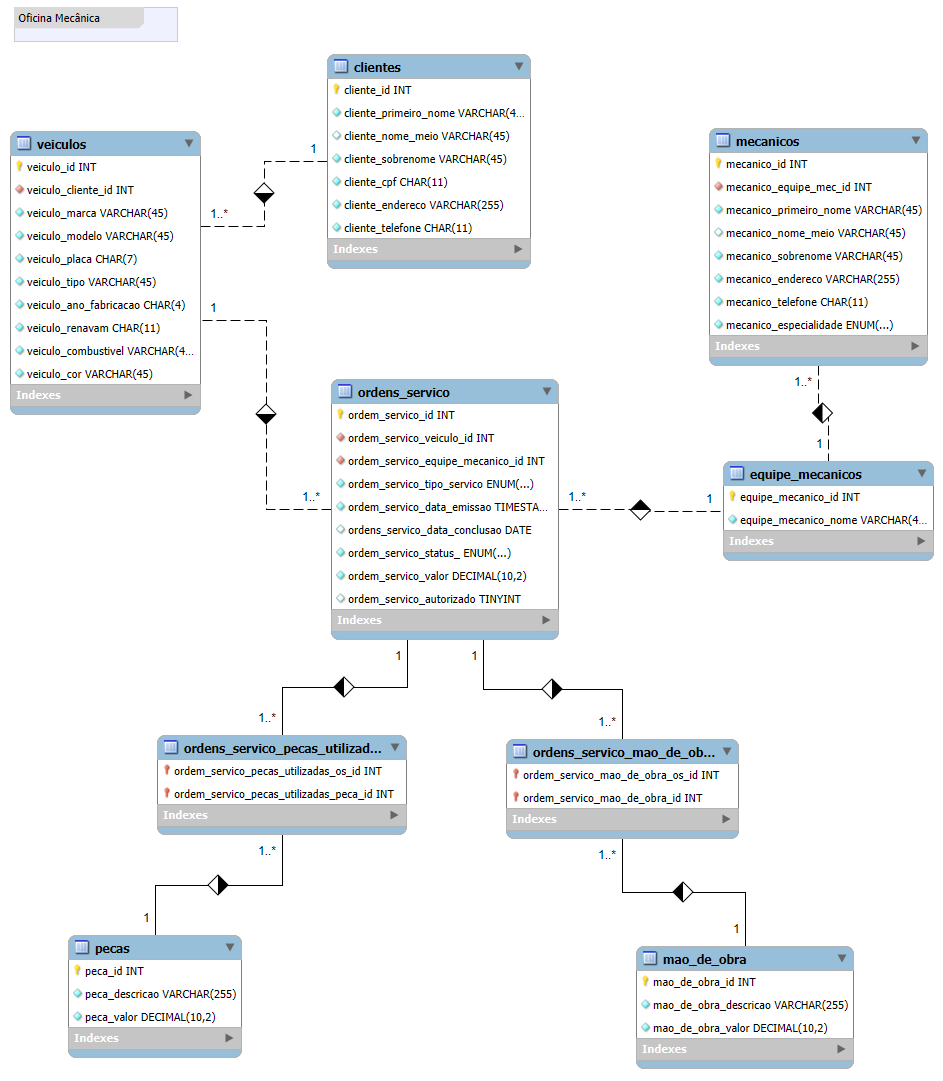 Oficina Mecânica
clientes
cliente_id INT
cliente_primeiro_nome VARCHAR(4...
cliente_nome_meio VARCHAR(45)
cliente_sobrenome VARCHAR(45)
cliente_cpf CHAR(11)
cliente_endereco VARCHAR(255)
cliente_telefone CHAR(11)
Indexes
veiculos
veiculo_id INT
veiculo_cliente_id INT
veiculo_marca VARCHAR(45)
veiculo_modelo VARCHAR(45)
veiculo_placa CHAR(7)
veiculo_tipo VARCHAR(45)
veiculo_ano_fabricacao CHAR(4)
veiculo_renavam CHAR(11)
veiculo_combustivel VARCHAR(4...
veiculo_cor VARCHAR(45)
Indexes
1
1..*
1
1..*
mecanicos
mecanico_id INT
mecanico_equipe_mec_id INT
mecanico_primeiro_nome VARCHAR(45)
mecanico_nome_meio VARCHAR(45)
mecanico_sobrenome VARCHAR(45)
mecanico_endereco VARCHAR(255)
mecanico_telefone CHAR(11)
mecanico_especialidade ENUM(...)
Indexes
1..*
1
ordens_servico
ordem_servico_id INT
ordem_servico_veiculo_id INT
ordem_servico_equipe_mecanico_id INT
ordem_servico_tipo_servico ENUM(...)
ordem_servico_data_emissao TIMESTA...
ordens_servico_data_conclusao DATE
ordem_servico_status_ ENUM(...)
ordem_servico_valor DECIMAL(10,2)
ordem_servico_autorizado TINYINT
Indexes
1..*
1
equipe_mecanicos
equipe_mecanico_id INT
equipe_mecanico_nome VARCHAR(4...
Indexes
1
1
1..*
1..*
ordens_servico_pecas_utilizad...
ordem_servico_pecas_utilizadas_os_id INT
ordem_servico_pecas_utilizadas_peca_id INT
Indexes
ordens_servico_mao_de_ob...
ordem_servico_mao_de_obra_os_id INT
ordem_servico_mao_de_obra_id INT
Indexes
1..*
1
1..*
1
pecas
peca_id INT
peca_descricao VARCHAR(255)
peca_valor DECIMAL(10,2)
Indexes
mao_de_obra
mao_de_obra_id INT
mao_de_obra_descricao VARCHAR(255)
mao_de_obra_valor DECIMAL(10,2)
Indexes